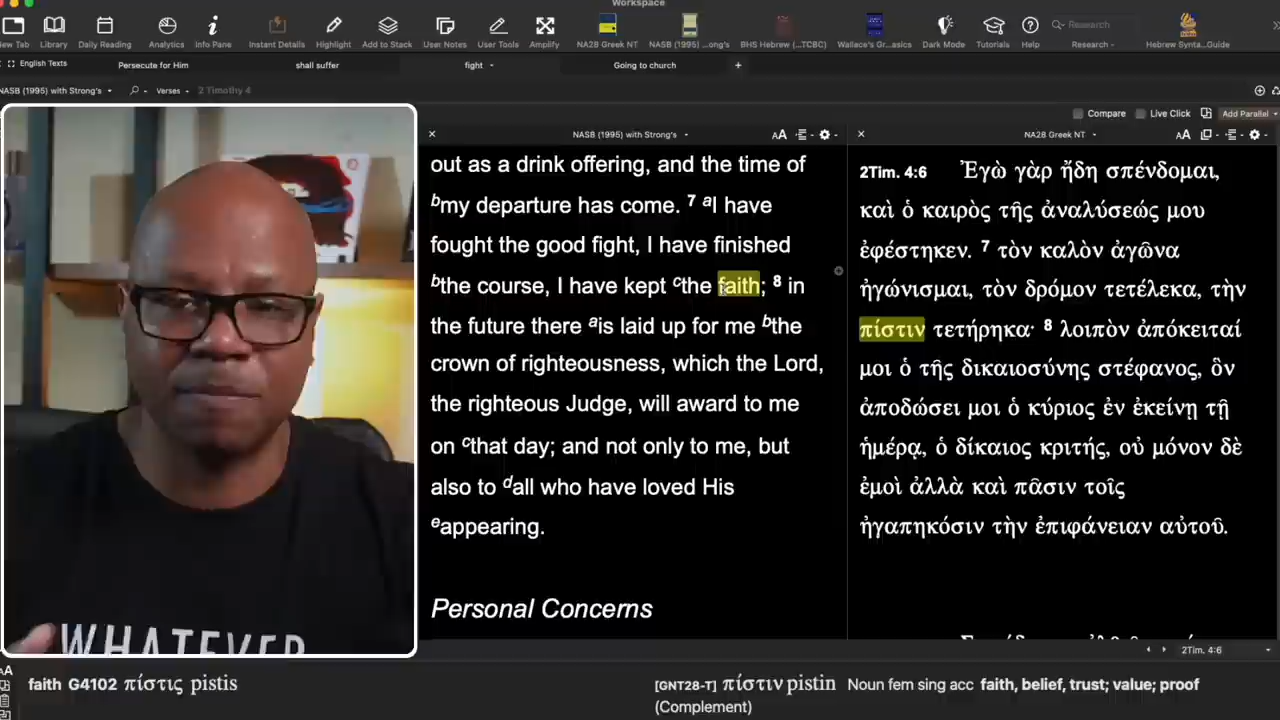 Workspace
New Tab Library Daily Reading Analytics Info Pane Instant Details Highlight Add to Stack User Notes User Tools Amplify NA28 Greek NT NASB (1995) ...ong's BHS Hebrew (...TCBC) Wallace's Gr...asics Dark Mode Tutorials Help Research Research Hebrew Synta...Guide
English Texts Persecute for Him shall suffer fight Going to church +
NASB (1995) with Strong's Verses 2 Timothy 4
Compare Live Click Add Parallel
NASB (1995) with Strong's AA
out as a drink offering, and the time of
bmy departure has come. 7 aI have
fought the good fight, I have finished
bthe course, I have kept cthe faith; 8 in
the future there ais laid up for me bthe
crown of righteousness, which the Lord,
the righteous Judge, will award to me
on cthat day; and not only to me, but
also to dall who have loved His
eappearing.
Personal Concerns
NA28 Greek NT AA
2Tim. 4:6 Ἐγὼ γὰρ ἤδη σπένδομαι,
καὶ ὁ καιρὸς τῆς ἀναλύσεώς μου
ἐφέστηκεν. 7 τὸν καλὸν ἀγῶνα
ἠγώνισμαι, τὸν δρόμον τετέλεκα, τὴν
πίστιν τετήρηκα· 8 λοιπὸν ἀπόκειταί
μοι ὁ τῆς δικαιοσύνης στέφανος, ὃν
ἀποδώσει μοι ὁ κύριος ἐν ἐκείνῃ τῇ
ἡμέρᾳ, ὁ δίκαιος κριτής, οὐ μόνον δὲ
ἐμοὶ ἀλλὰ καὶ πᾶσιν τοῖς
ἠγαπηκόσιν τὴν ἐπιφάνειαν αὐτοῦ.
2Tim. 4:6
WHATEVER
faith G4102 πίστις pistis
[GNT28-T] πίστιν pistin Noun fem sing acc faith, belief, trust; value; proof
(Complement)